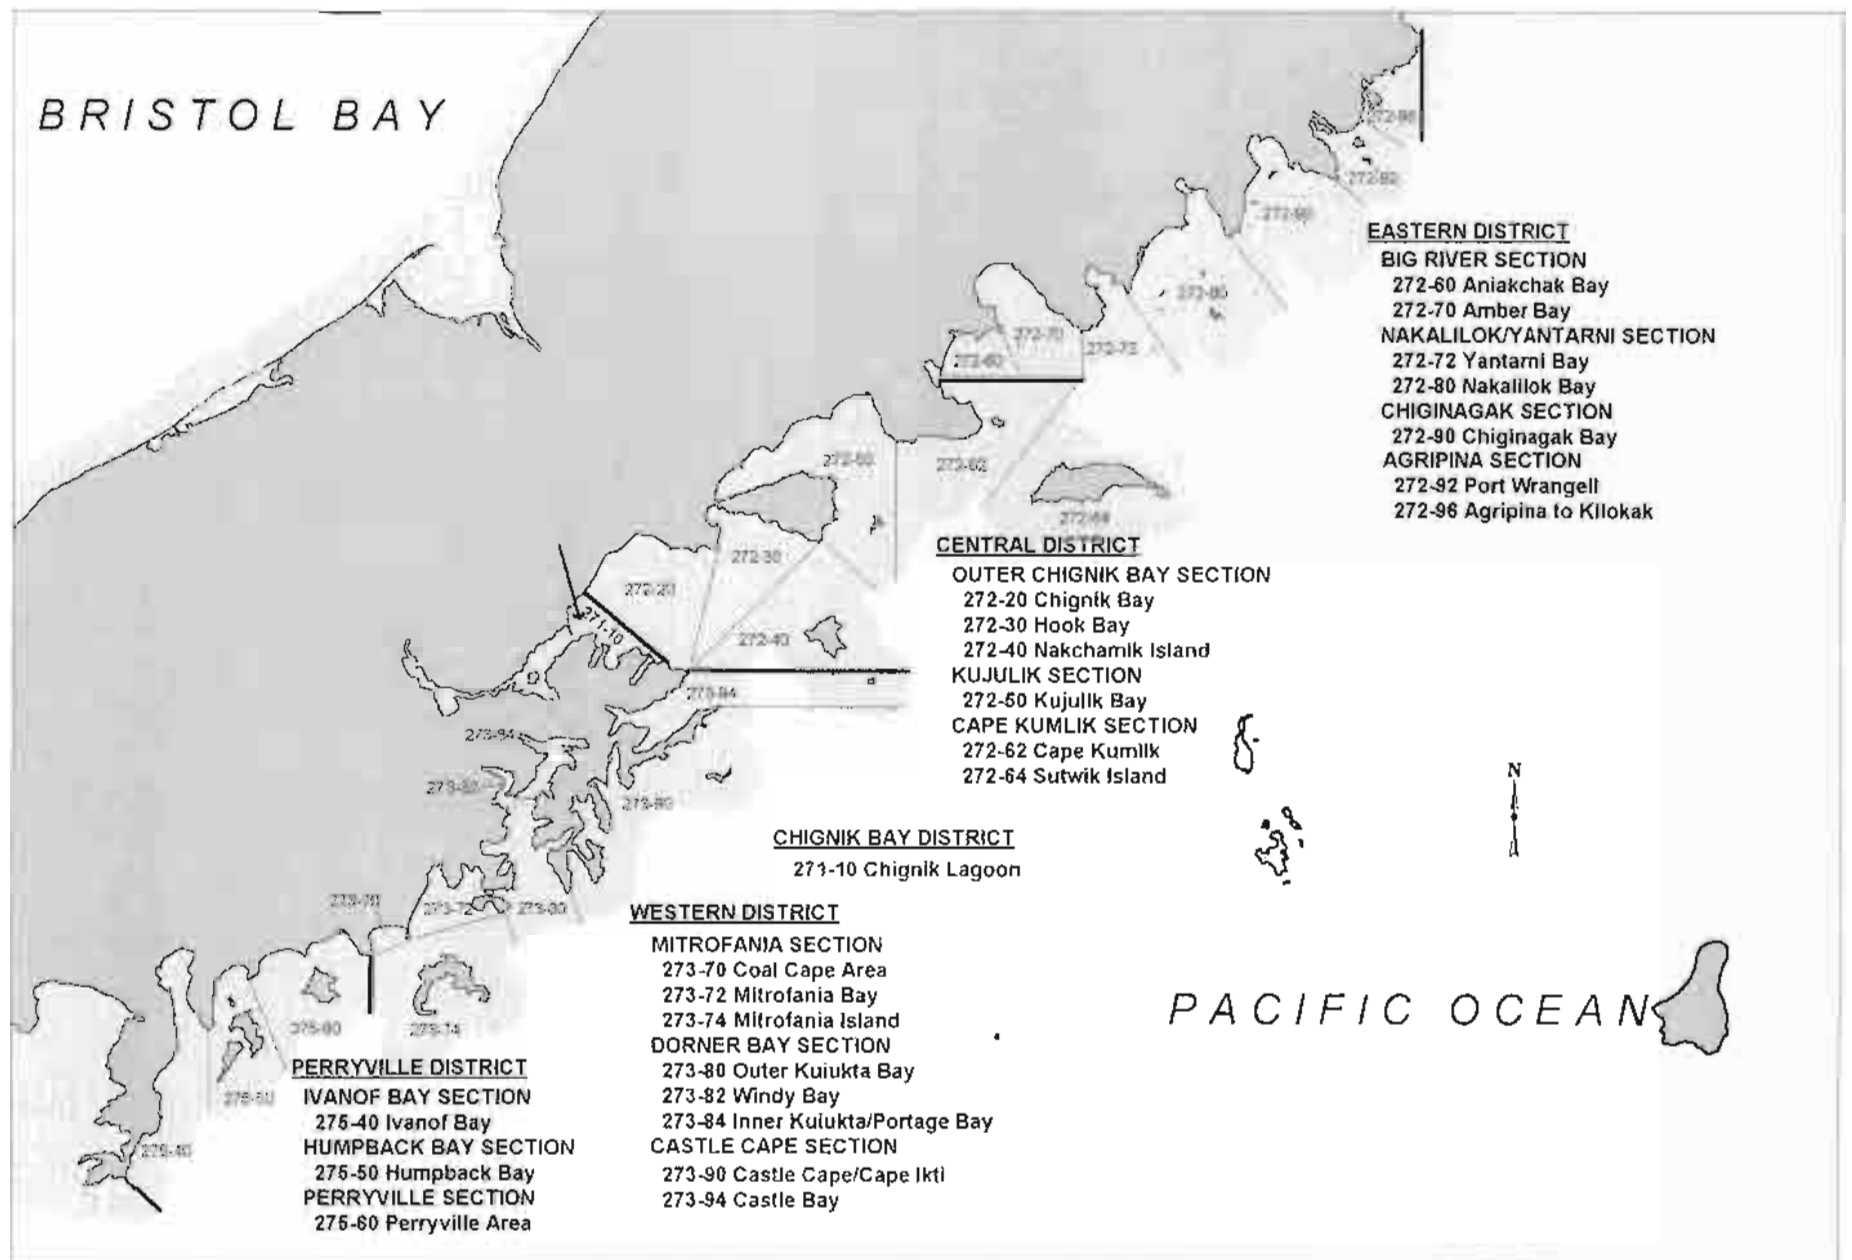 BRISTOL BAY
272-96
272-92
272-90
272-80
272-72
272-70
272-60
272-62
272-64
272-50
272-30
272-20
271-10
272-40
273-94
273-84
273-82
273-90
273-80
273-72
273-70
273-74
275-60
275-50
275-40
EASTERN DISTRICT
BIG RIVER SECTION
272-60 Aniakchak Bay
272-70 Amber Bay
NAKALILOK/YANTARNI SECTION
272-72 Yantarni Bay
272-80 Nakalilok Bay
CHIGINAGAK SECTION
272-90 Chiginagak Bay
AGRIPINA SECTION
272-92 Port Wrangell
272-96 Agripina to Kilokak
CENTRAL DISTRICT
OUTER CHIGNIK BAY SECTION
272-20 Chignik Bay
272-30 Hook Bay
272-40 Nakchamik Island
KUJULIK SECTION
272-50 Kujulik Bay
CAPE KUMLIK SECTION
272-62 Cape Kumlik
272-64 Sutwik Island
N
CHIGNIK BAY DISTRICT
271-10 Chignik Lagoon
WESTERN DISTRICT
MITROFANIA SECTION
273-70 Coal Cape Area
273-72 Mitrofania Bay
273-74 Mitrofania Island
DORNER BAY SECTION
273-80 Outer Kuiukta Bay
273-82 Windy Bay
273-84 Inner Kuiukta/Portage Bay
CASTLE CAPE SECTION
273-90 Castle Cape/Cape Ikti
273-94 Castle Bay
PACIFIC OCEAN
PERRYVILLE DISTRICT
IVANOF BAY SECTION
275-40 Ivanof Bay
HUMPBACK BAY SECTION
275-50 Humpback Bay
PERRYVILLE SECTION
275-60 Perryville Area